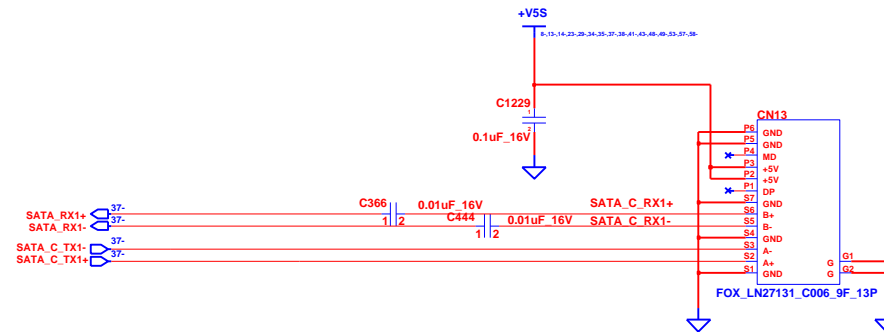 +V5S
8-,13-,14-,23-,29-,34-,35-,37-,38-,41-,43-,48-,49-,53-,57-,58-
C1229
1
2
0.1uF_16V
CN13
P6 GND
P5 GND
P4 MD
P3 +5V
P2 +5V
P1 DP
S7 GND
S6 B+
S5 B-
S4 GND
S3 A-
S2 A+
S1 GND
G G1
G G2
FOX_LN27131_C006_9F_13P
SATA_RX1+ 37-
C366 1 2 0.01uF_16V SATA_C_RX1+
SATA_RX1- 37-
C444 1 2 0.01uF_16V SATA_C_RX1-
SATA_C_TX1- 37-
SATA_C_TX1+ 37-